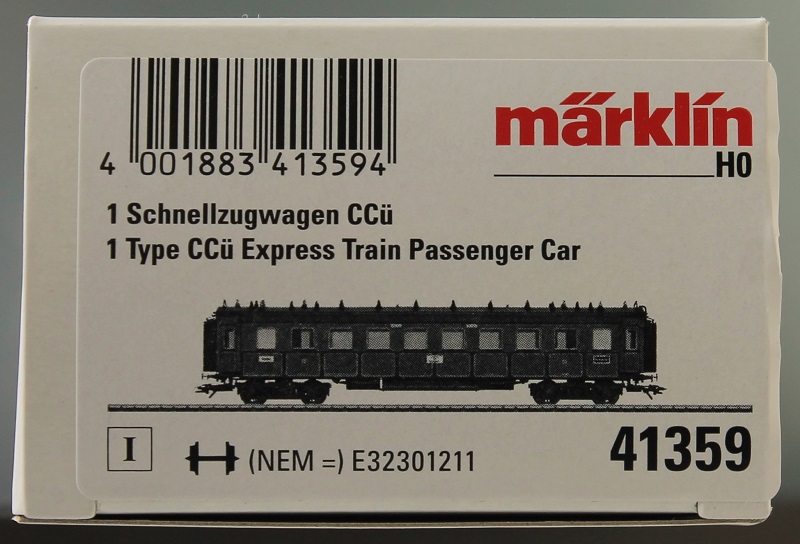 4 001883 413594
märklin
H0
1 Schnellzugwagen CCü
1 Type CCü Express Train Passenger Car
I (NEM =) E32301211
41359